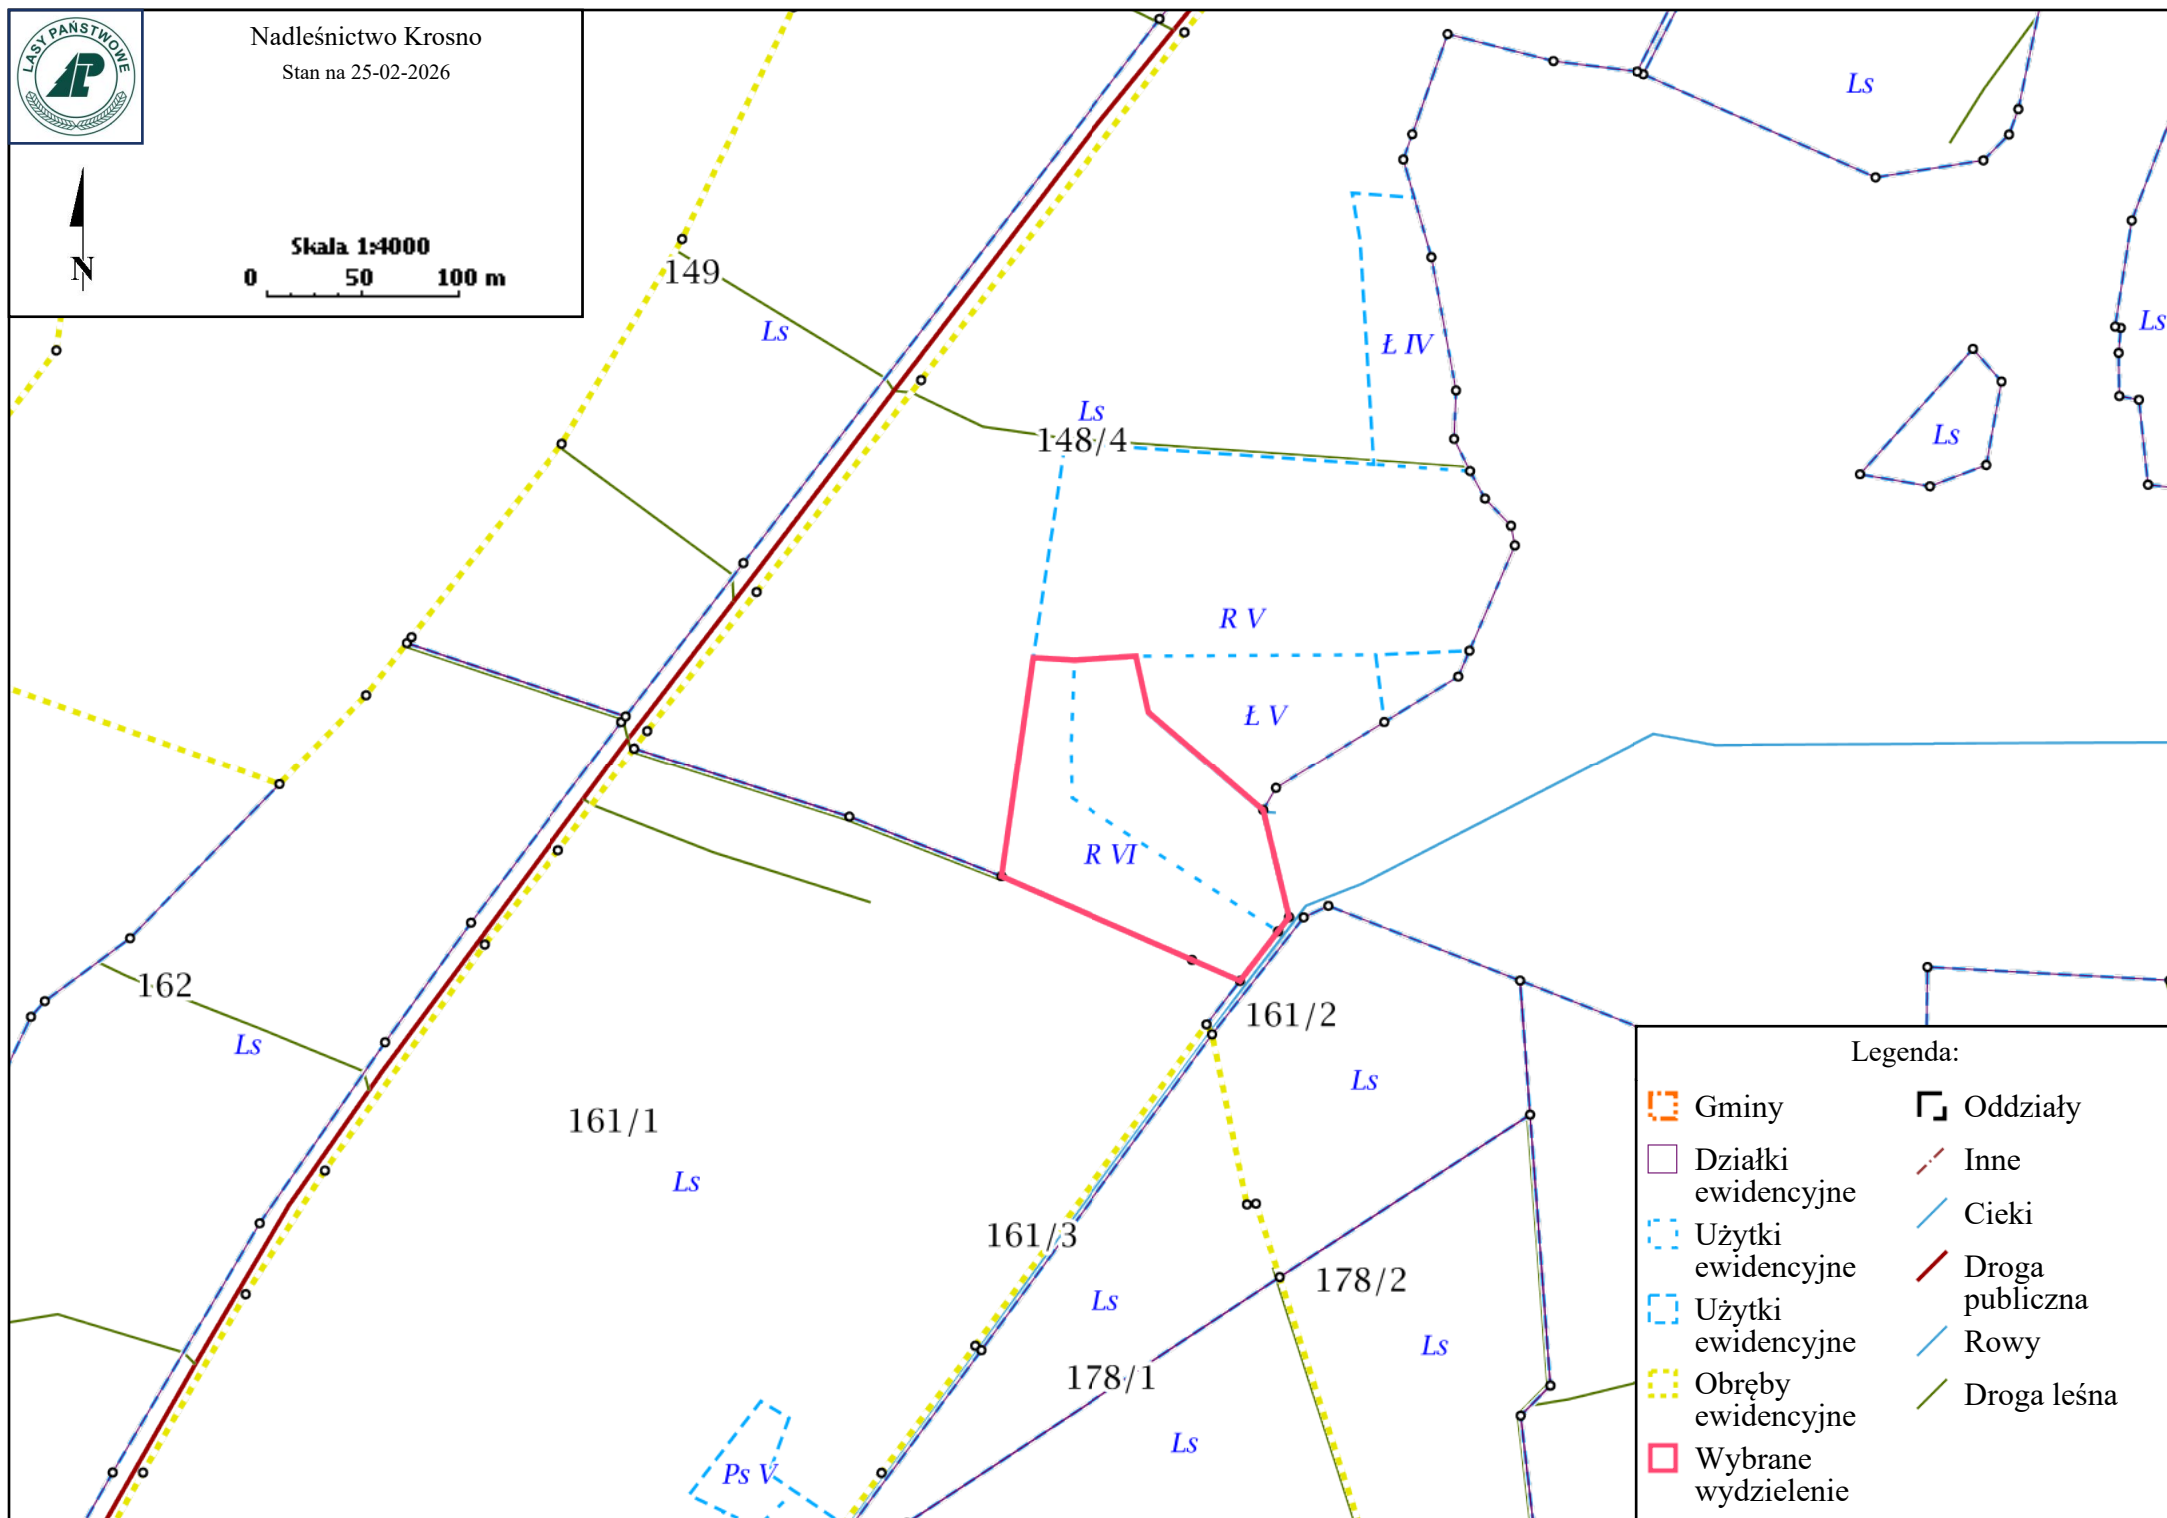 LASY PAŃSTWOWE
Nadleśnictwo Krosno
Stan na 25-02-2026
N
Skala 1:4000
0 50 100 m
Ls
149
Ls
Ł IV
Ls
Ls
148/4
Ls
R V
Ł V
R VI
162
Ls
161/2
Ls
161/1
Ls
161/3
178/2
Ls
Ls
178/1
Ls
Ps V
Legenda:
Gminy
Działki
ewidencyjne
Użytki
ewidencyjne
Użytki
ewidencyjne
Obręby
ewidencyjne
Wybrane
wydzielenie
Oddziały
Inne
Cieki
Droga
publiczna
Rowy
Droga leśna